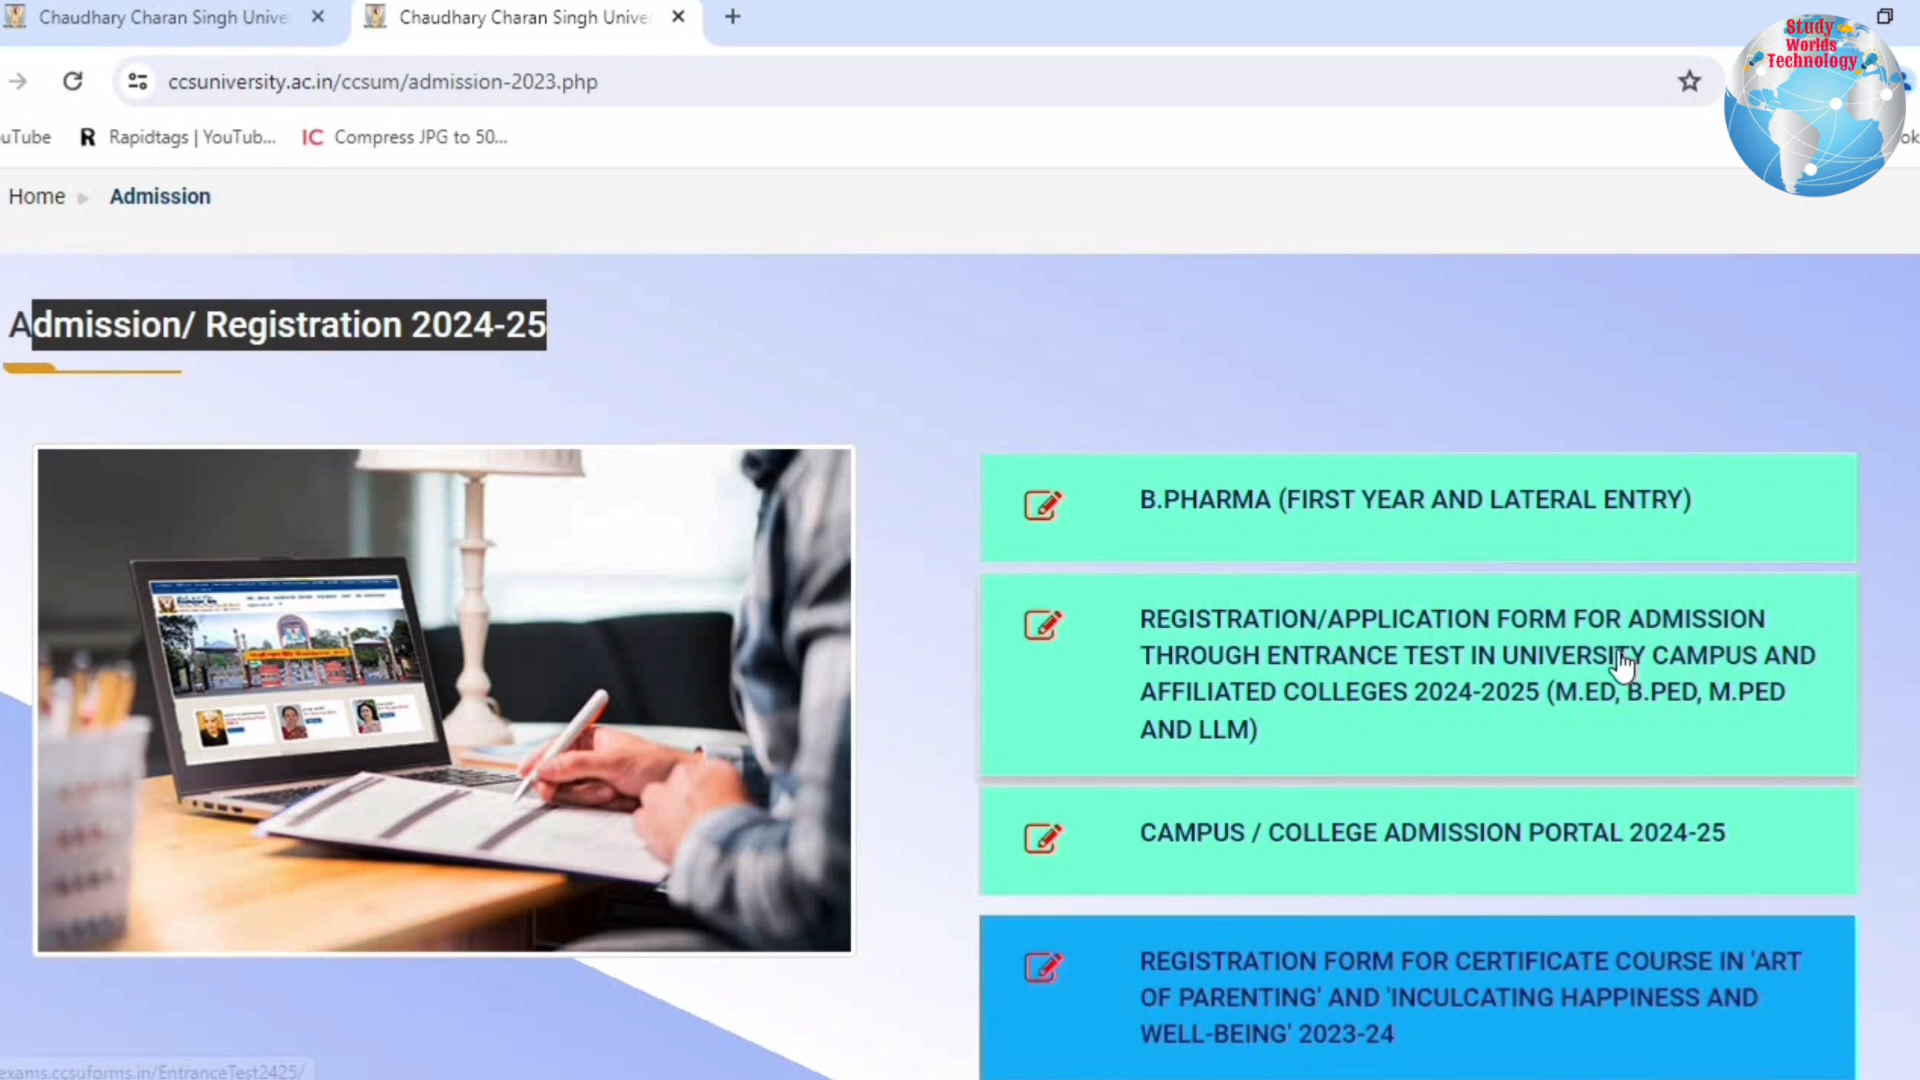 Chaudhary Charan Singh Unive
Chaudhary Charan Singh Unive
ccsuniversity.ac.in/ccsum/admission-2023.php
Study
Worlds
Technology
uTube
R Rapidtags | YouTub...
IC Compress JPG to 50...
ok
Home
Admission
Admission/ Registration 2024-25
B.PHARMA (FIRST YEAR AND LATERAL ENTRY)
REGISTRATION/APPLICATION FORM FOR ADMISSION
THROUGH ENTRANCE TEST IN UNIVERSITY CAMPUS AND
AFFILIATED COLLEGES 2024-2025 (M.ED, B.PED, M.PED
AND LLM)
CAMPUS / COLLEGE ADMISSION PORTAL 2024-25
REGISTRATION FORM FOR CERTIFICATE COURSE IN 'ART
OF PARENTING' AND 'INCULCATING HAPPINESS AND
WELL-BEING' 2023-24
exams.ccsuforms.in/EntranceTest2425/